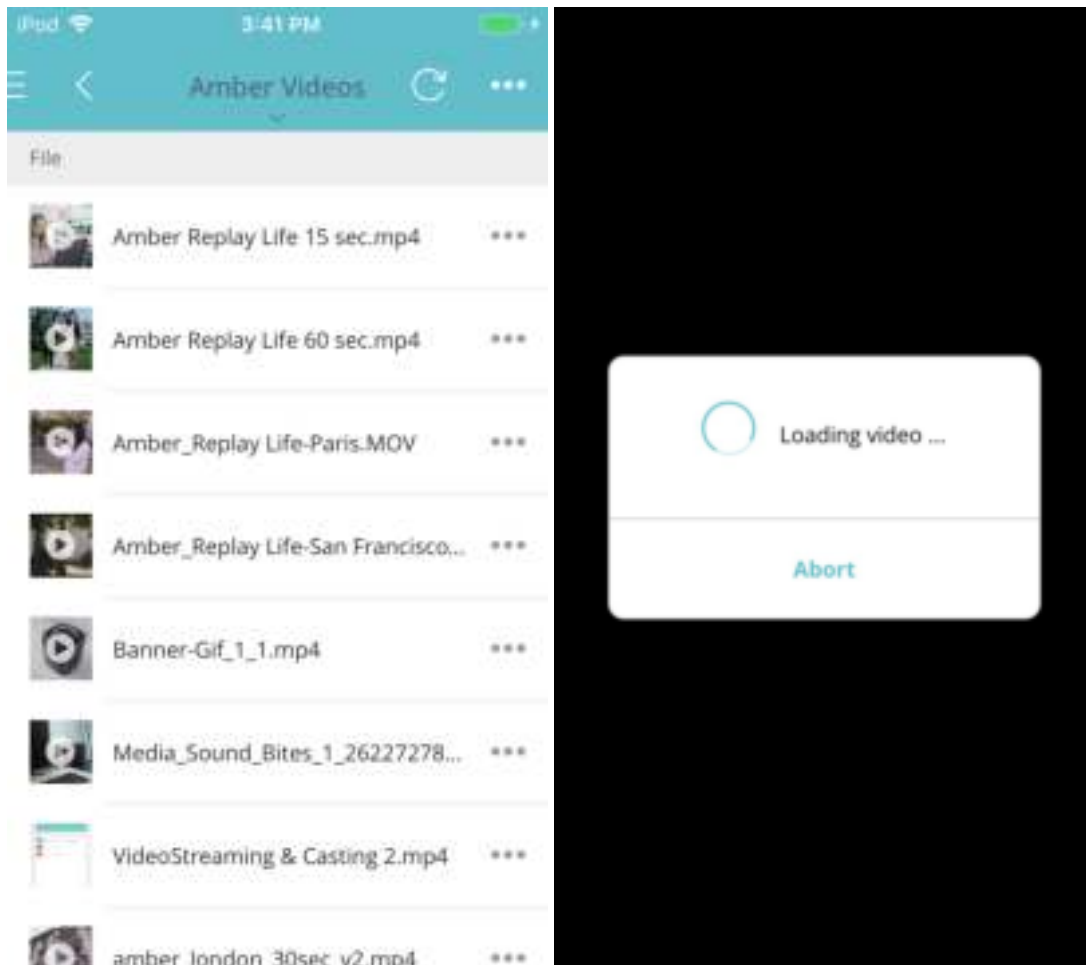 iPod 3:41 PM
Amber Videos
File
Amber Replay Life 15 sec.mp4
Amber Replay Life 60 sec.mp4
Amber_Replay Life-Paris.MOV
Amber_Replay Life-San Francisco...
Banner-Gif_1_1.mp4
Media_Sound_Bites_1_26227278...
VideoStreaming & Casting 2.mp4
amber_london_30sec_v2.mp4
Loading video ...
Abort